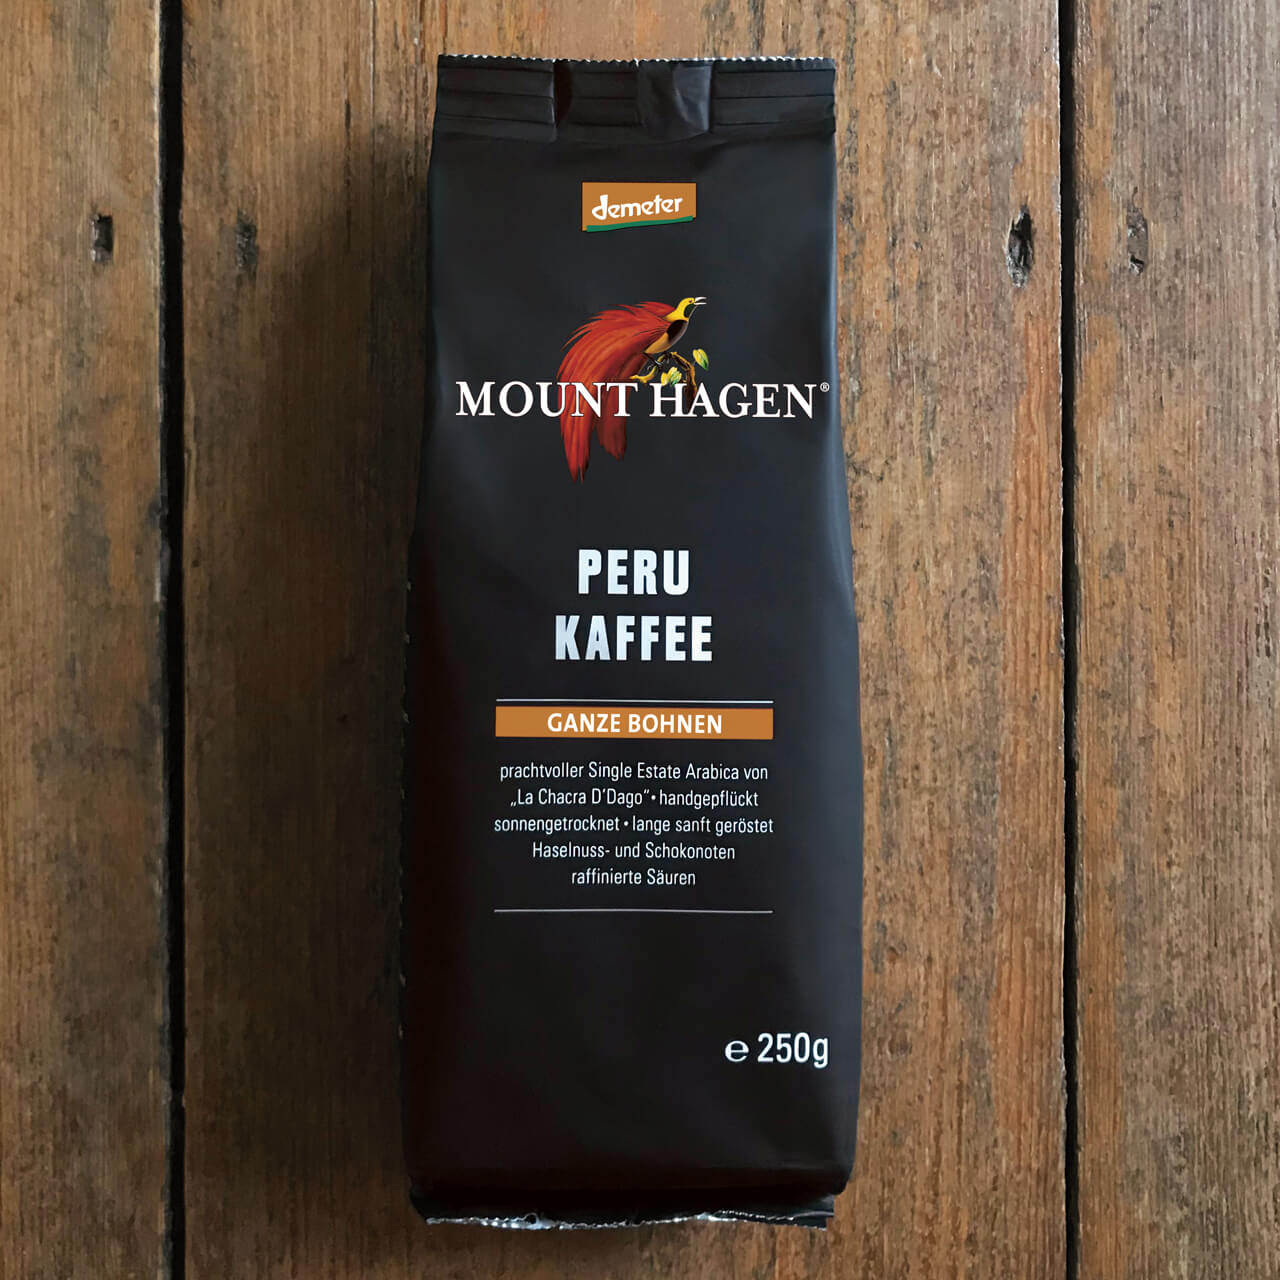 demeter
MOUNT HAGEN®
PERU
KAFFEE
GANZE BOHNEN
prachtvoller Single Estate Arabica von
„La Chacra D'Dago“ • handgepflückt
sonnengetrocknet • lange sanft geröstet
Haselnuss- und Schokonoten
raffinierte Säuren
℮ 250g